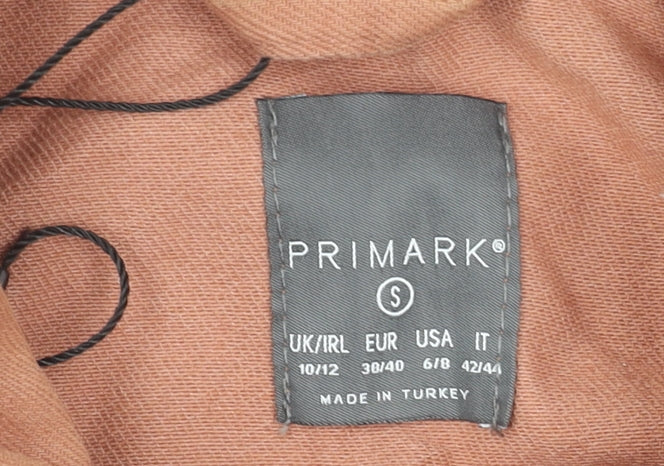 PRIMARK®
S
UK/IRL EUR USA IT
10/12 38/40 6/8 42/44
MADE IN TURKEY